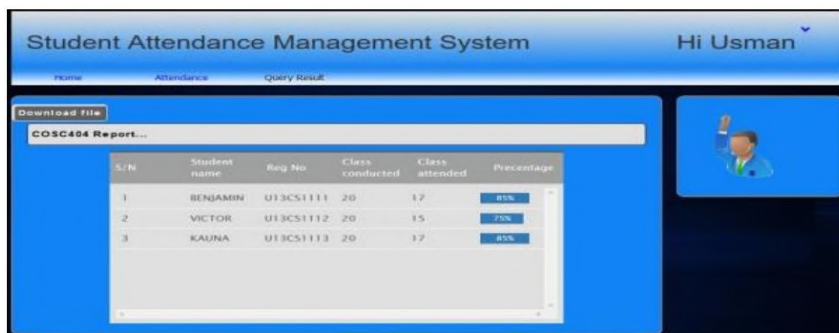 Student Attendance Management System Hi Usman
Home Attendance Query Result
Download file
COSC404 Report...
S/N Student name Reg No Class conducted Class attended Precentage
1 BENJAMIN U13CS1111 20 17 85%
2 VICTOR U13CS1112 20 15 75%
3 KAUNA U13CS1113 20 17 85%